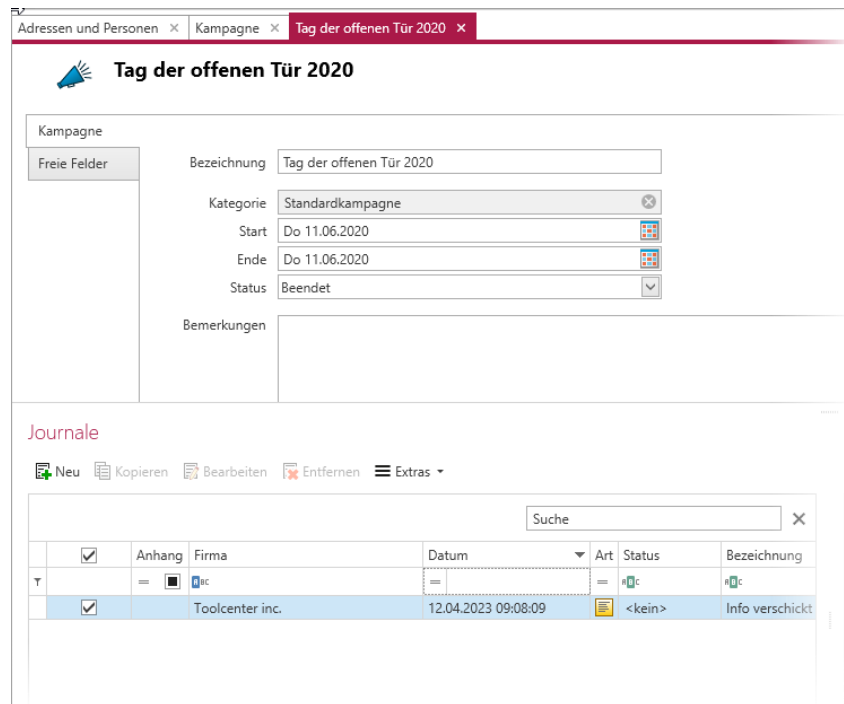 Adressen und Personen × Kampagne × Tag der offenen Tür 2020 ×
Tag der offenen Tür 2020
Kampagne
Freie Felder
Bezeichnung Tag der offenen Tür 2020
Kategorie Standardkampagne
Start Do 11.06.2020
Ende Do 11.06.2020
Status Beendet
Bemerkungen
Journale
Neu Kopieren Bearbeiten Entfernen Extras
Suche
Anhang Firma Datum Art Status Bezeichnung
= ABC = = ABC ABC
Toolcenter inc. 12.04.2023 09:08:09 <kein> Info verschickt